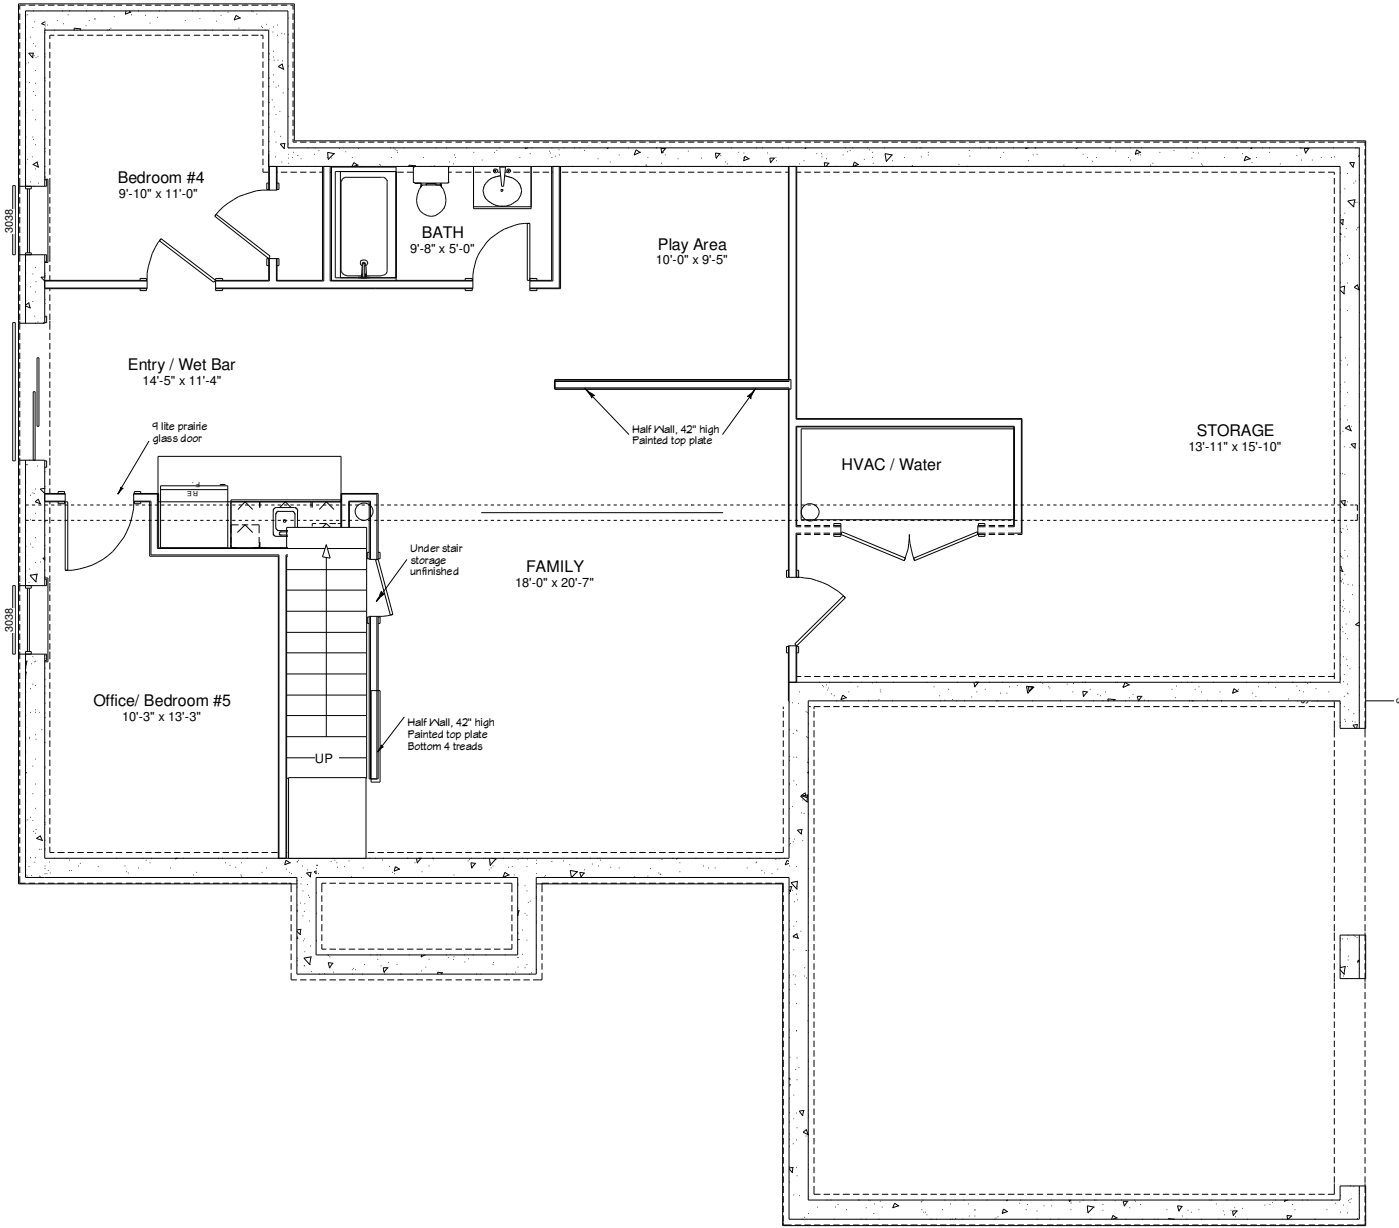 Bedroom #4
9'-10" x 11'-0"
3038
BATH
9'-8" x 5'-0"
Play Area
10'-0" x 9'-5"
Entry / Wet Bar
14'-5" x 11'-4"
9 lite prairie
glass door
Half Wall, 42" high
Painted top plate
STORAGE
13'-11" x 15'-10"
HVAC / Water
Under stair
storage
unfinished
FAMILY
18'-0" x 20'-7"
3038
Office/ Bedroom #5
10'-3" x 13'-3"
Half Wall, 42" high
Painted top plate
Bottom 4 treads
UP